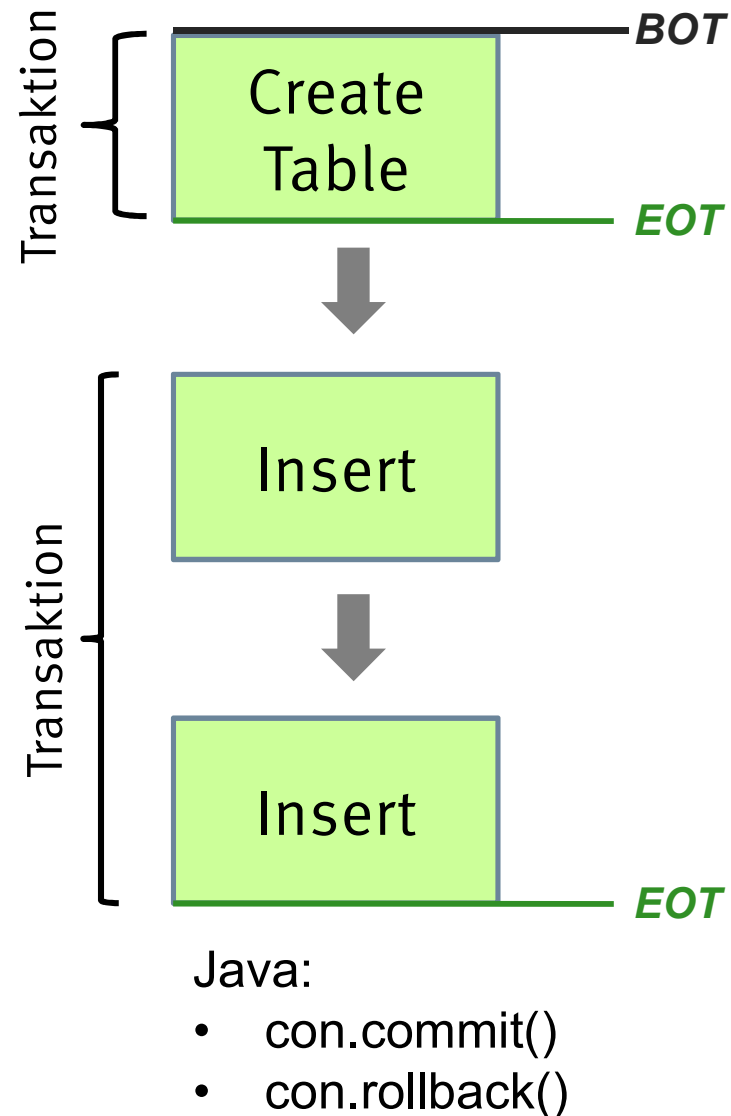 BOT
Transaktion
Create
Table
EOT
Transaktion
Insert
Insert
EOT
Java:
• con.commit()
• con.rollback()